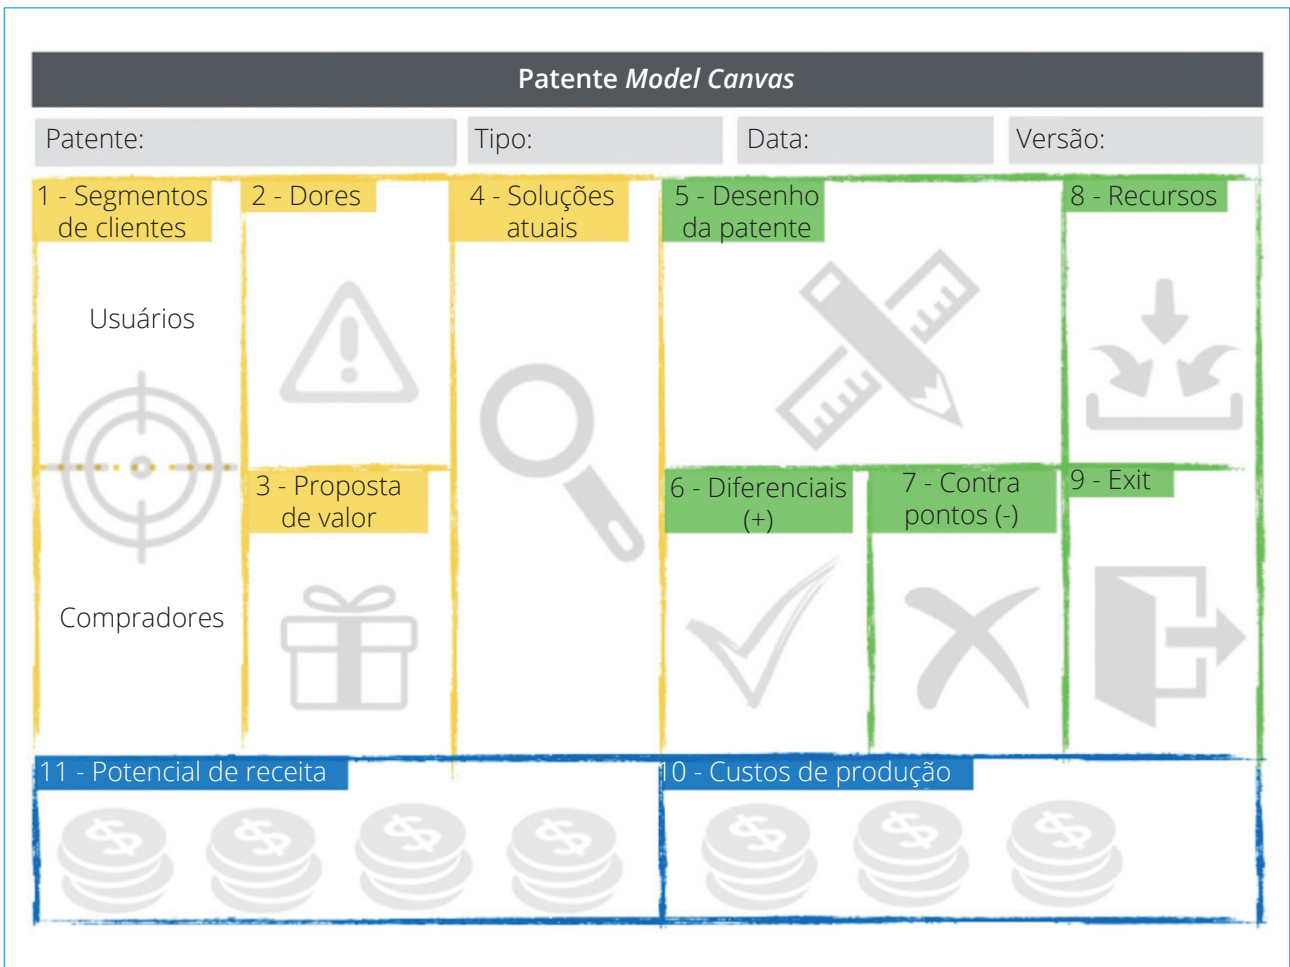 Patente Model Canvas
Patente:
Tipo:
Data:
Versão:
1 - Segmentos
de clientes
Usuários
Compradores
2 - Dores
3 - Proposta
de valor
4 - Soluções
atuais
5 - Desenho
da patente
6 - Diferenciais
(+)
7 - Contra
pontos (-)
8 - Recursos
9 - Exit
11 - Potencial de receita
$ $ $ $
10 - Custos de produção
$ $ $